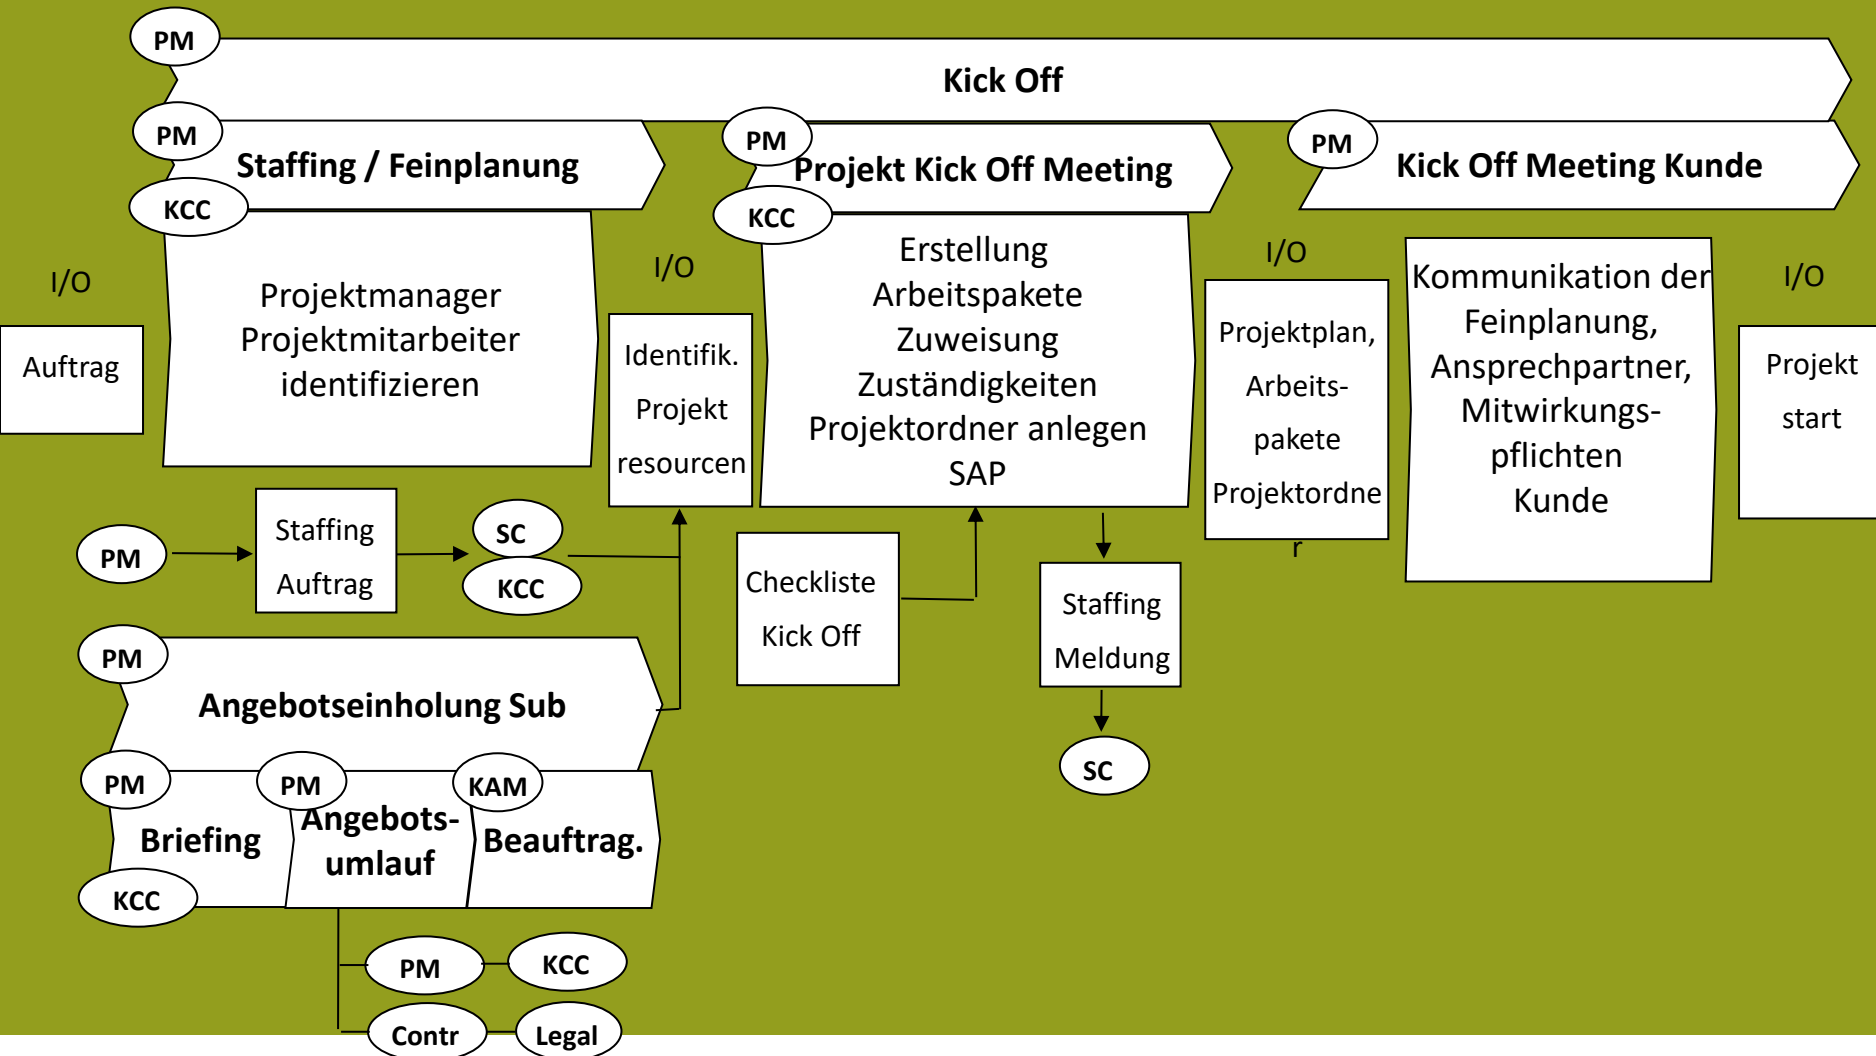 PM
Kick Off
PM
Staffing / Feinplanung
KCC
PM
Projekt Kick Off Meeting
KCC
PM
Kick Off Meeting Kunde
I/O
Auftrag
Projektmanager
Projektmitarbeiter
identifizieren
I/O
Identifik.
Projekt
resourcen
Erstellung
Arbeitspakete
Zuweisung
Zuständigkeiten
Projektordner anlegen
SAP
I/O
Projektplan,
Arbeits-
pakete
Projektordne
r
Kommunikation der
Feinplanung,
Ansprechpartner,
Mitwirkungs-
pflichten
Kunde
I/O
Projekt
start
PM
Staffing
Auftrag
SC
KCC
Checkliste
Kick Off
Staffing
Meldung
SC
PM
Angebotseinholung Sub
PM
Briefing
KCC
PM
Angebots-
umlauf
KAM
Beauftrag.
PM
KCC
Contr
Legal